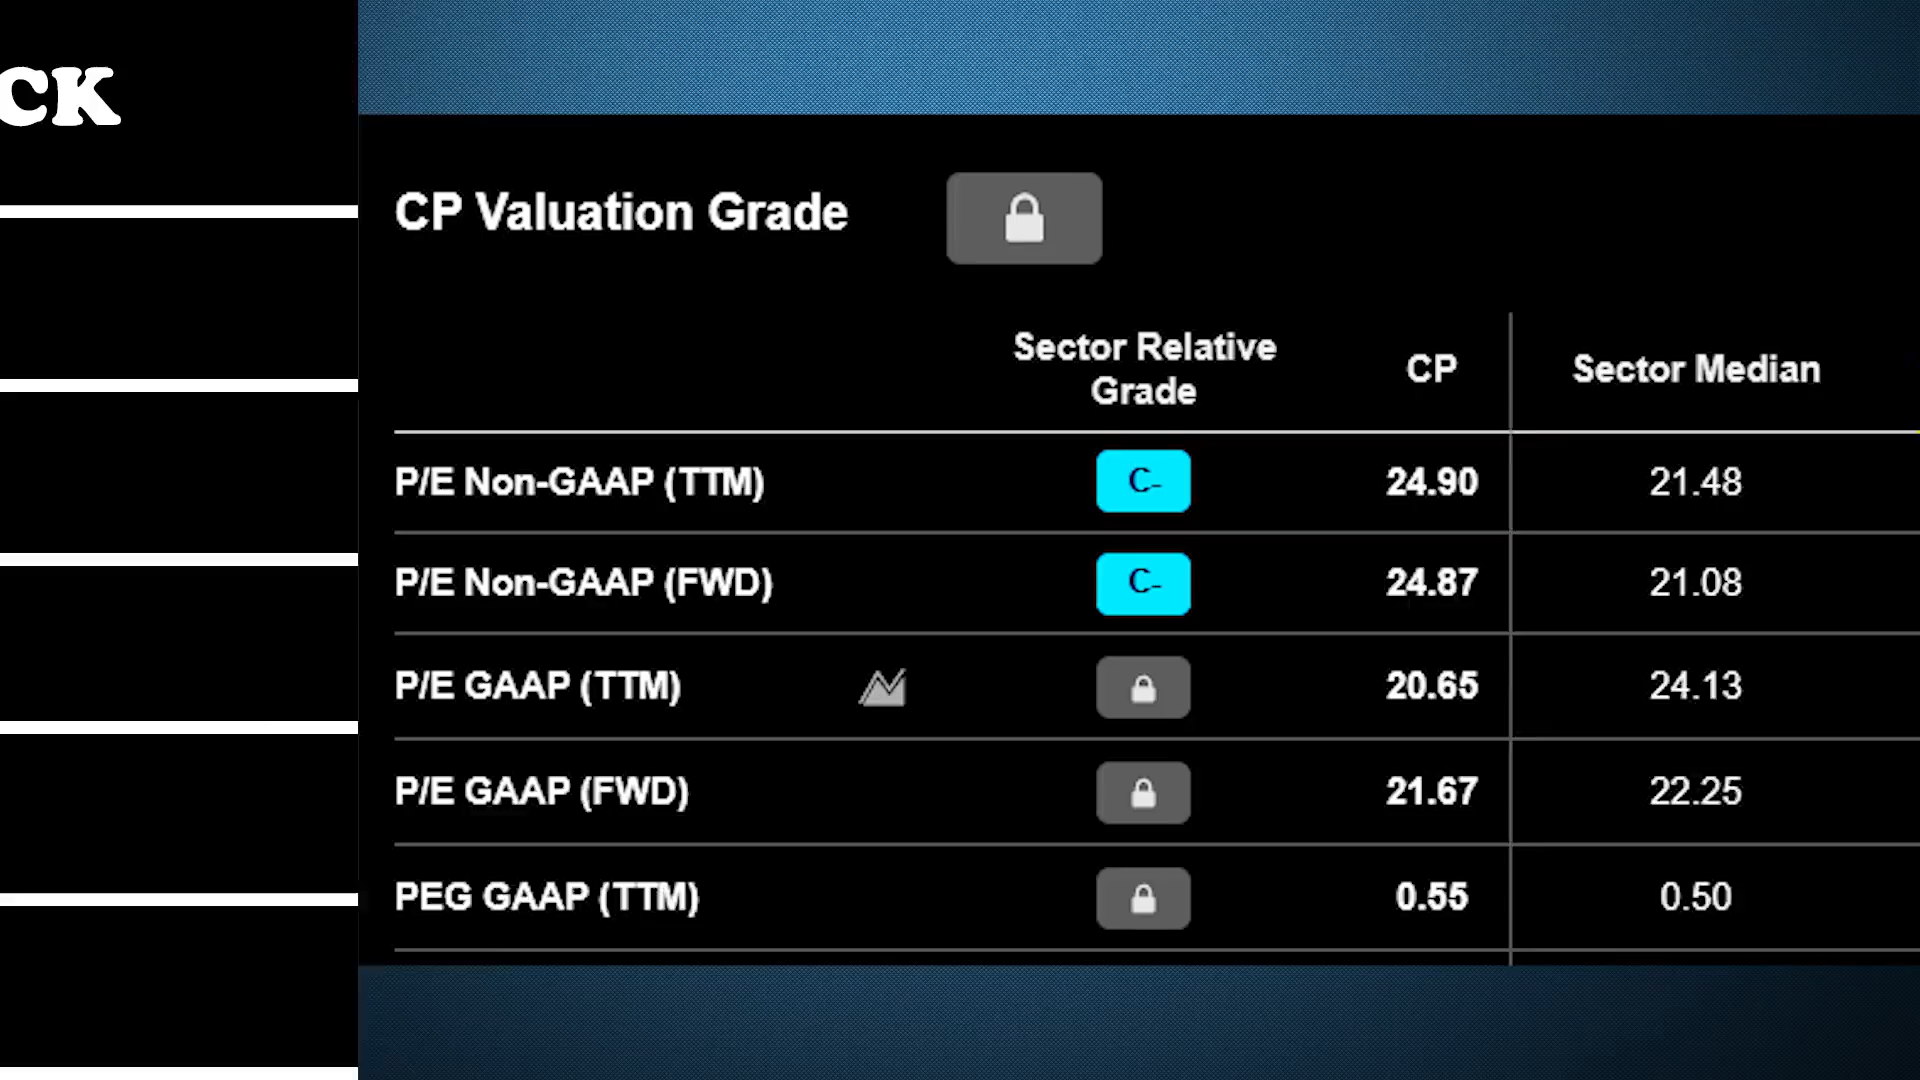 CK
CP Valuation Grade
Sector Relative Grade CP Sector Median
P/E Non-GAAP (TTM) C- 24.90 21.48
P/E Non-GAAP (FWD) C- 24.87 21.08
P/E GAAP (TTM) 20.65 24.13
P/E GAAP (FWD) 21.67 22.25
PEG GAAP (TTM) 0.55 0.50